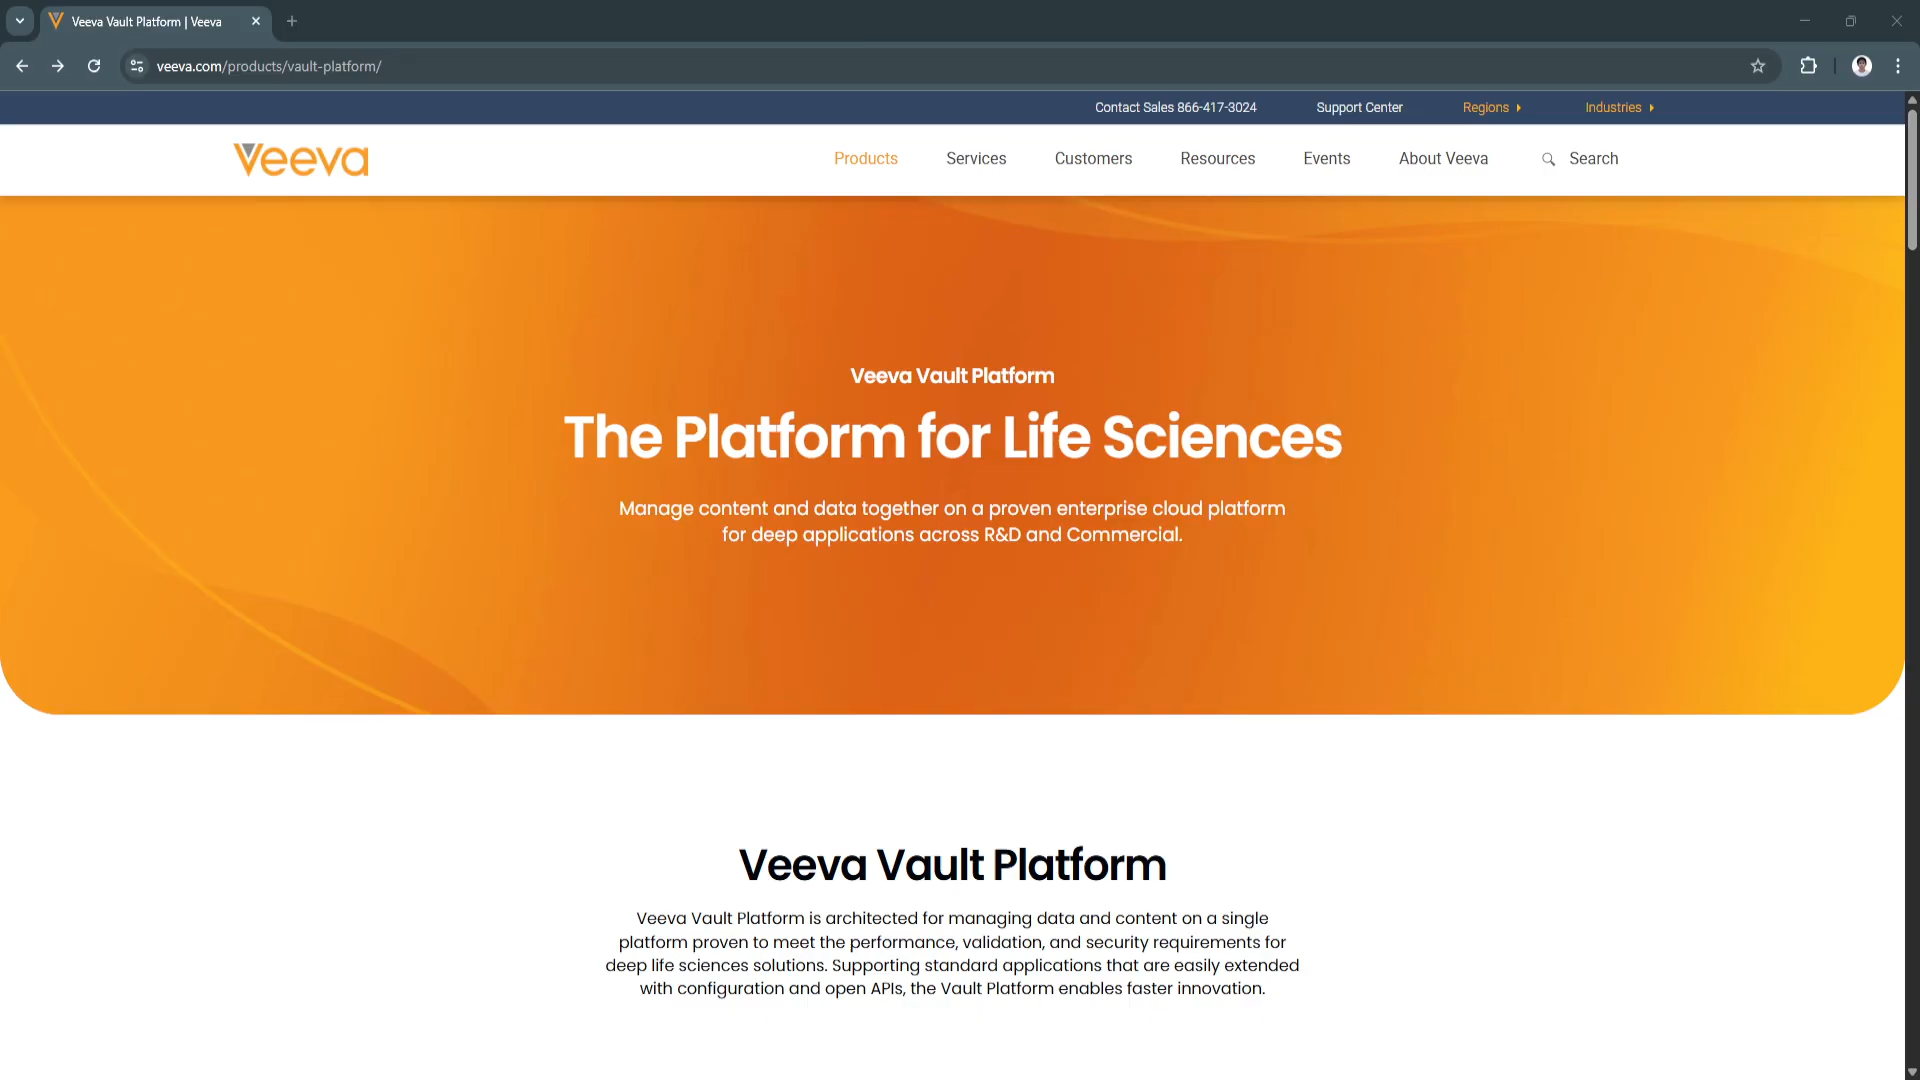 Veeva Vault Platform | Veeva
veeva.com/products/vault-platform/
Contact Sales 866-417-3024
Support Center
Regions
Industries
Veeva
Products
Services
Customers
Resources
Events
About Veeva
Search
Veeva Vault Platform
The Platform for Life Sciences
Manage content and data together on a proven enterprise cloud platform
for deep applications across R&D and Commercial.
Veeva Vault Platform
Veeva Vault Platform is architected for managing data and content on a single
platform proven to meet the performance, validation, and security requirements for
deep life sciences solutions. Supporting standard applications that are easily extended
with configuration and open APIs, the Vault Platform enables faster innovation.